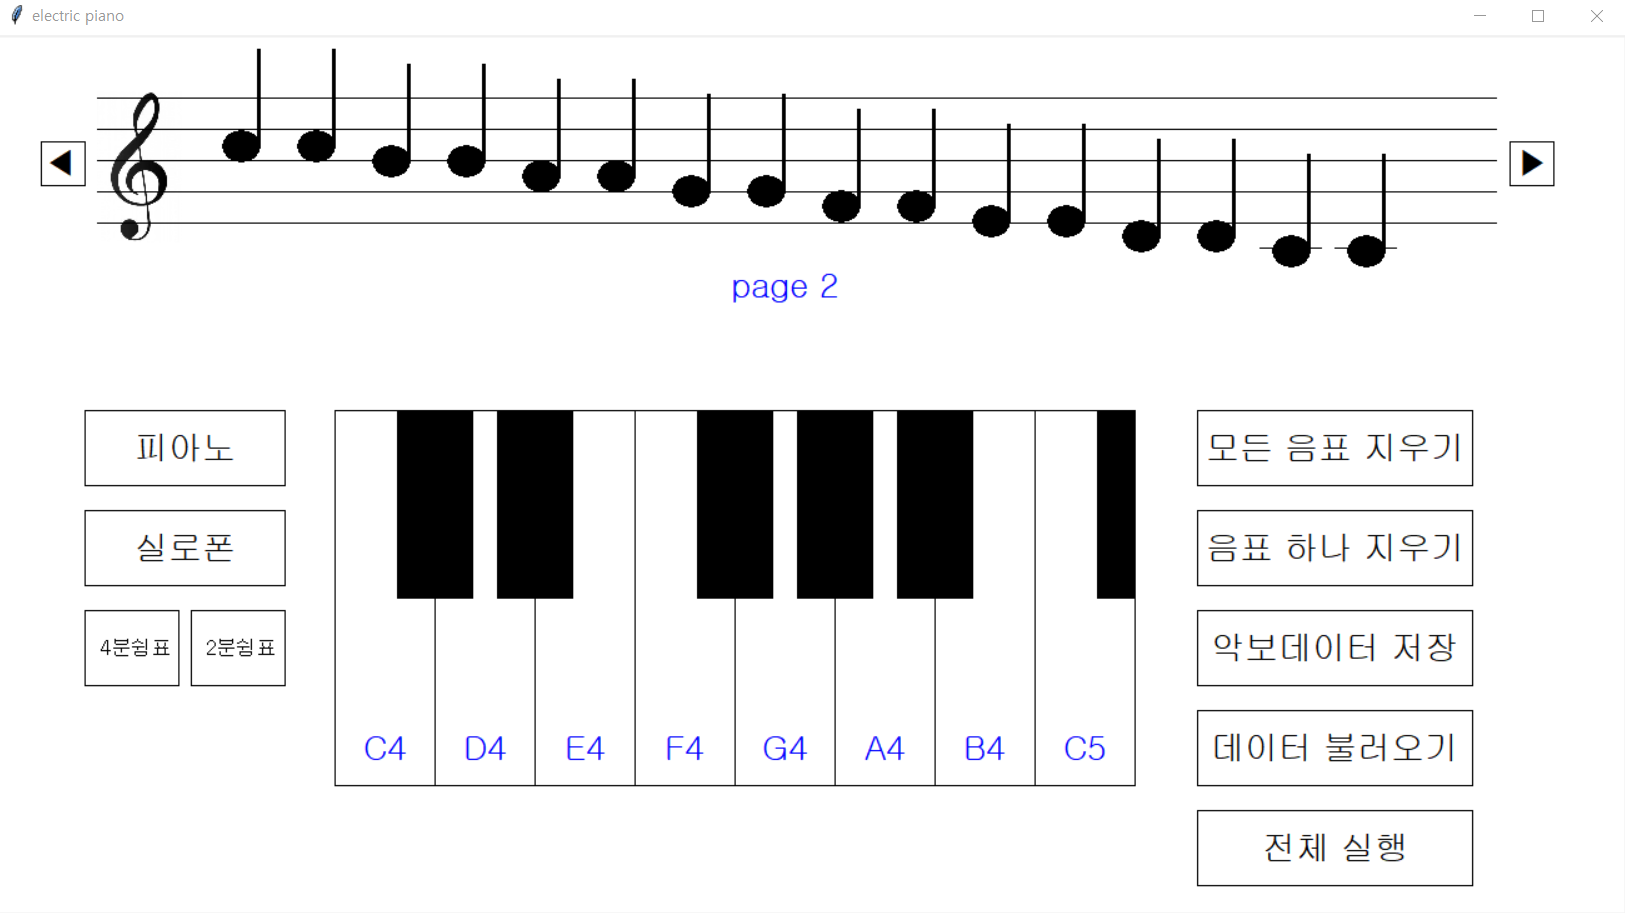 electric piano
page 2
피아노
모든 음표 지우기
실로폰
음표 하나 지우기
4분쉼표
2분쉼표
악보데이터 저장
C4
D4
E4
F4
G4
A4
B4
C5
데이터 불러오기
전체 실행